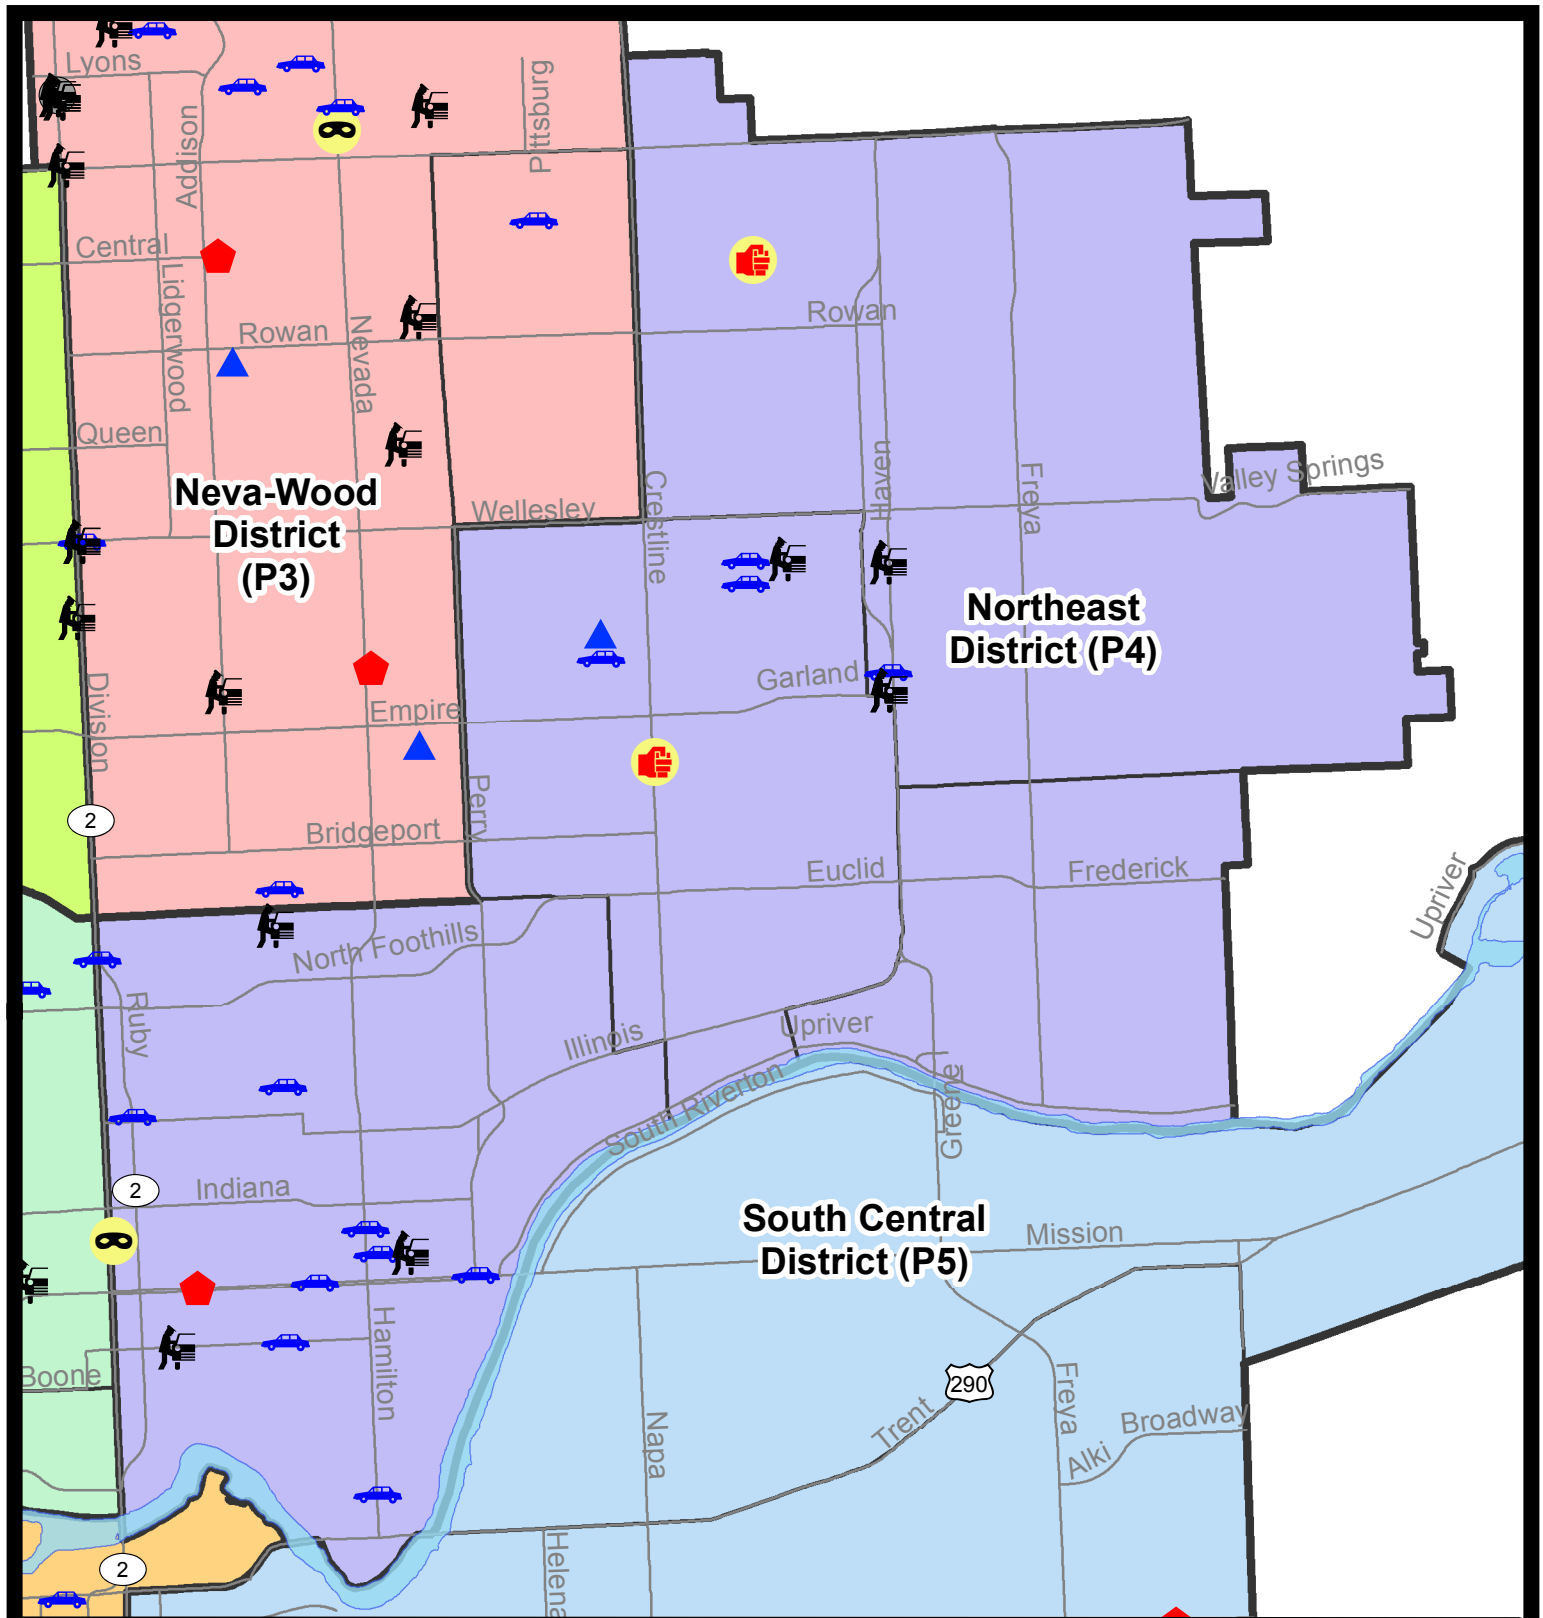 Lyons
Pittsburg
Addison
Central
Lidgerwood
Rowan
Nevada
Rowan
Queen
Neva-Wood
District
(P3)
Wellesley
Crestline
Haven
Freya
Valley Springs
Northeast
District (P4)
Division
Garland
Empire
Perry
2
Bridgeport
Euclid
Frederick
Upriver
North Foothills
Ruby
Illinois
Upriver
South Riverton
Greene
2
Indiana
South Central
District (P5)
Mission
Hamilton
Boone
290
Freya
Napa
Trent
Broadway
Alki
Helena
2